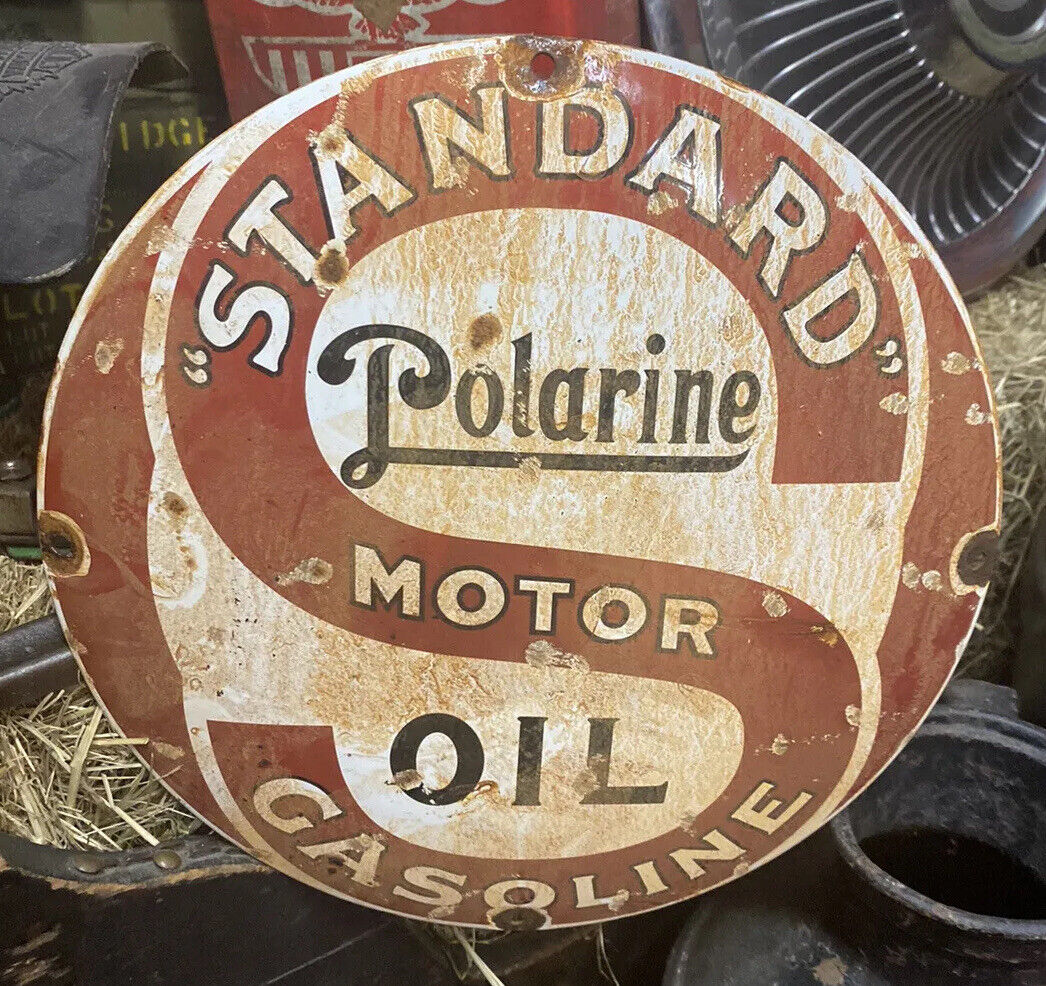 "STANDARD"
Polarine
MOTOR
OIL
GASOLINE